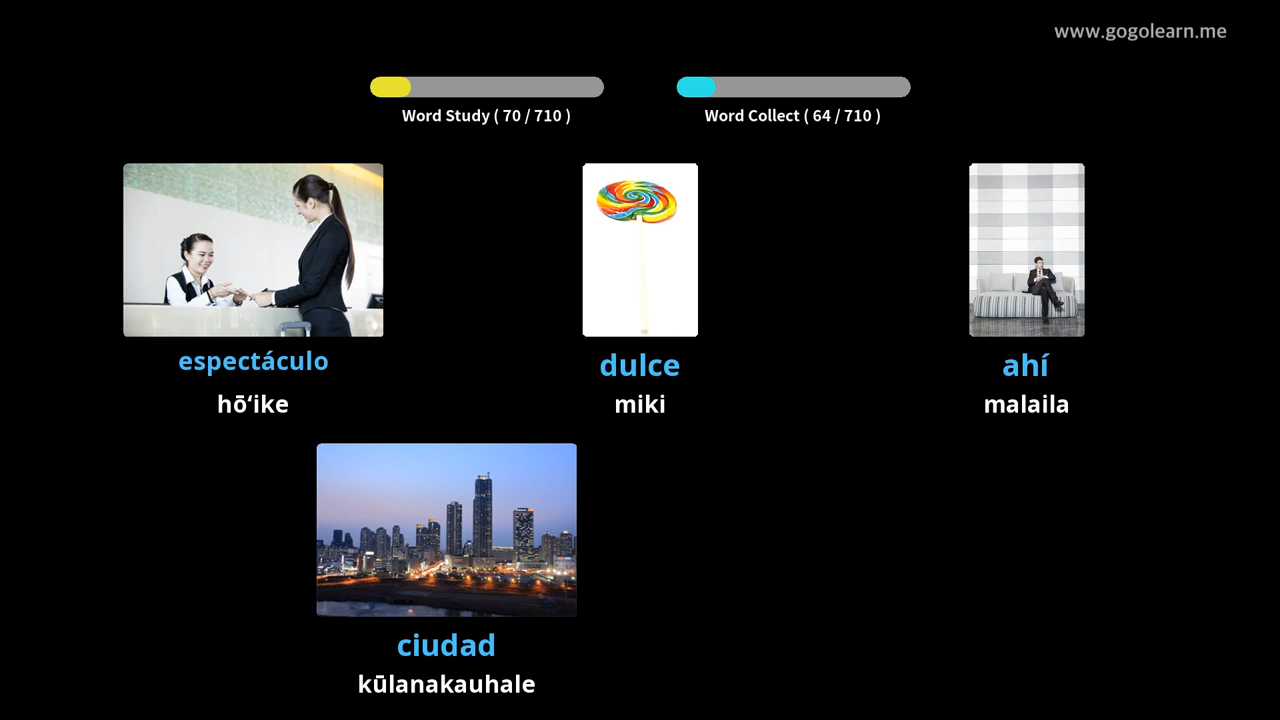 www.gogolearn.me
Word Study ( 70 / 710 )
Word Collect ( 64 / 710 )
espectáculo
hōʻike
dulce
miki
ahí
malaila
ciudad
kūlanakauhale